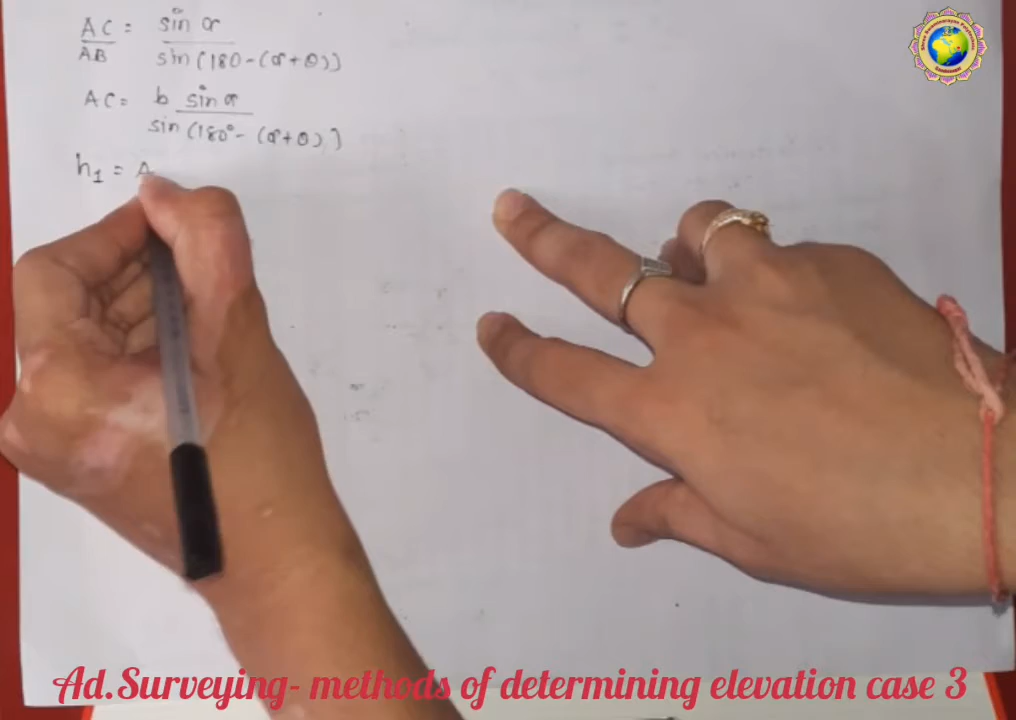 AC = sin α
AB sin (180 - (α + θ))
AC = b sin α
sin (180° - (α + θ))
h1 = A
Ad.Surveying- methods of determining elevation case 3